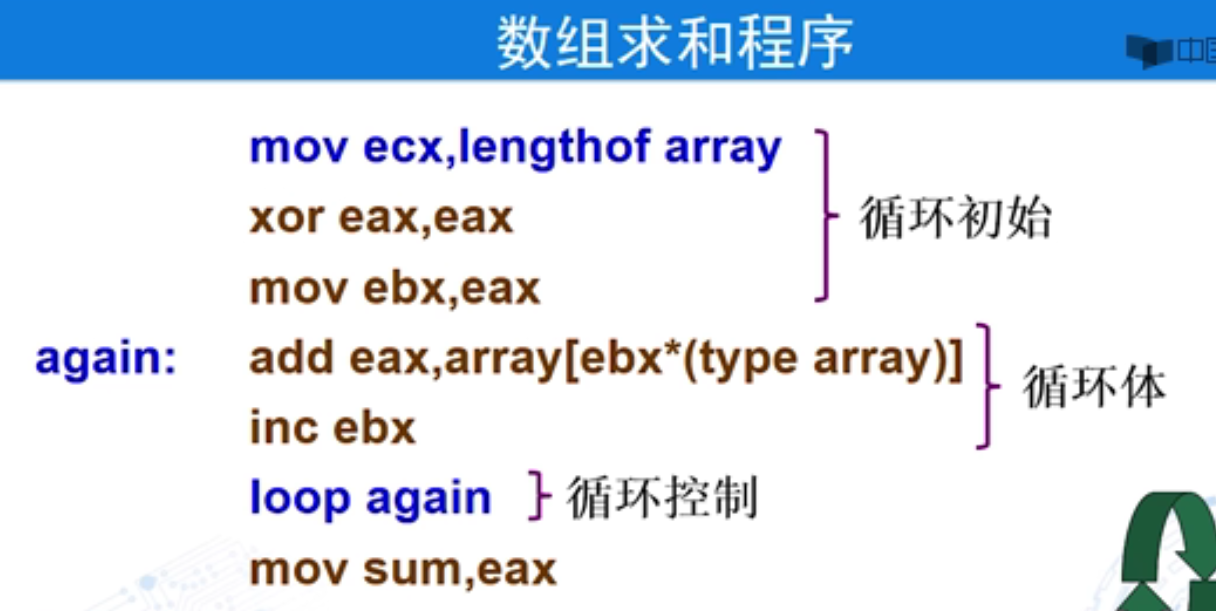 数组求和程序
中
mov ecx,lengthof array
xor eax,eax
循环初始
mov ebx,eax
again: add eax,array[ebx*(type array)]
循环体
inc ebx
loop again 循环控制
mov sum,eax